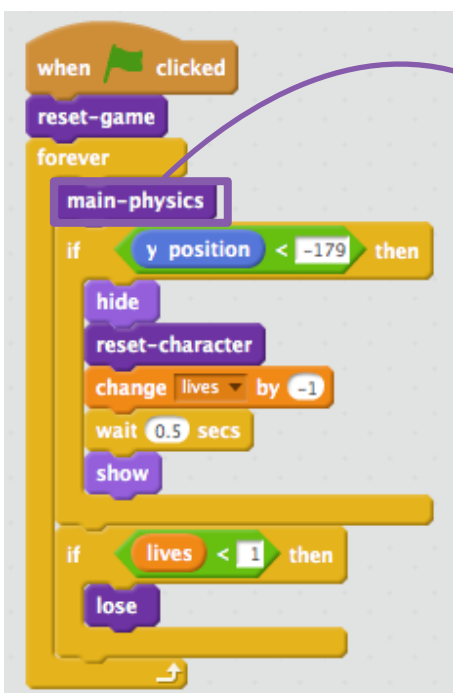 when clicked
reset-game
forever
main-physics
if y position < -179 then
hide
reset-character
change lives by -1
wait 0.5 secs
show
if lives < 1 then
lose